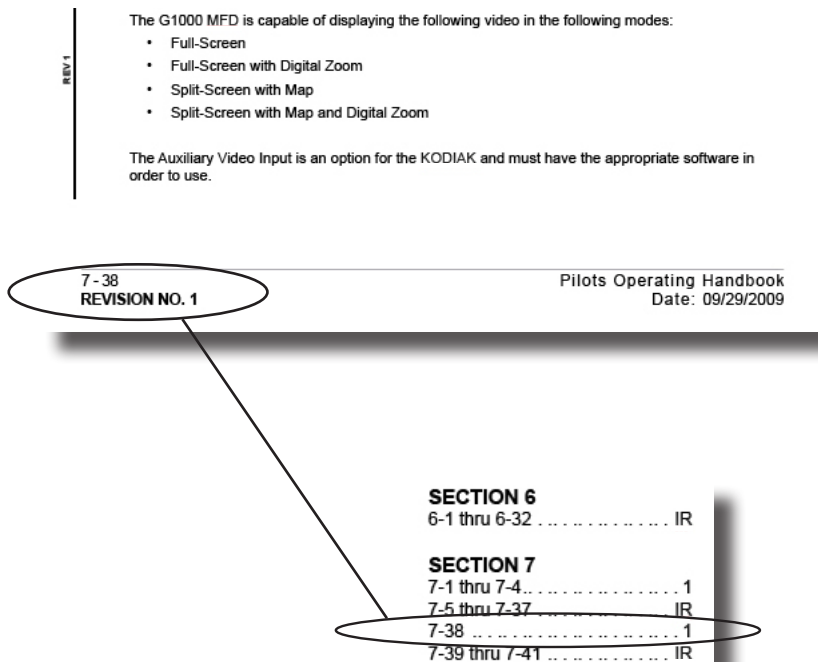 The G1000 MFD is capable of displaying the following video in the following modes:
• Full-Screen
• Full-Screen with Digital Zoom
• Split-Screen with Map
• Split-Screen with Map and Digital Zoom
REV 1
The Auxiliary Video Input is an option for the KODIAK and must have the appropriate software in
order to use.
7 - 38
REVISION NO. 1
Pilots Operating Handbook
Date: 09/29/2009
SECTION 6
6-1 thru 6-32 . .. . .. . .. . .. . .. . IR
SECTION 7
7-1 thru 7-4.. . .. . .. . .. . .. . .. . . 1
7-5 thru 7-37 . .. . .. . .. . .. . .. . IR
7-38 .. . .. . .. . .. . .. . .. . .. . . 1
7-39 thru 7-41 .. . .. . .. . .. . .. . IR